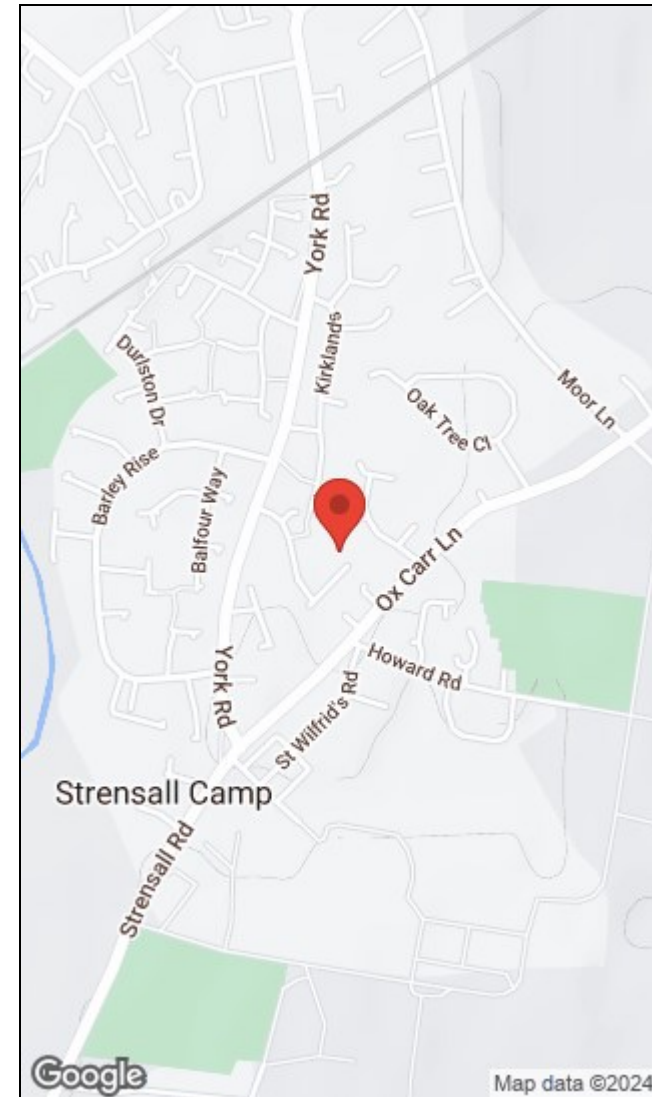 York Rd
Kirklands
Durlston Dr
Moor Ln
Oak Tree Cl
Barley Rise
Balfour Way
Ox Carr Ln
Howard Rd
York Rd
St Wilfrid's Rd
Strensall Camp
Strensall Rd
Google
Map data ©2024